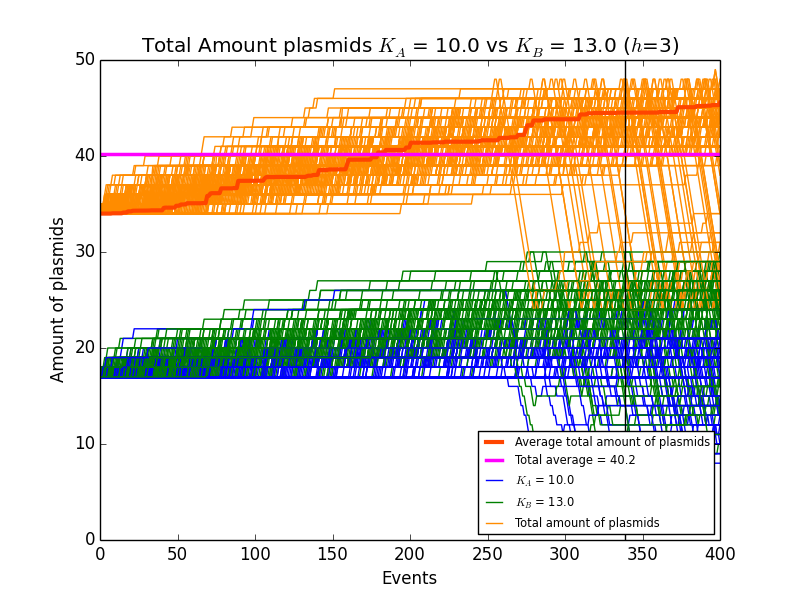 Total Amount plasmids K_A = 10.0 vs K_B = 13.0 (h=3)
50
40
30
20
10
0
Amount of plasmids
Average total amount of plasmids
Total average = 40.2
K_A = 10.0
K_B = 13.0
Total amount of plasmids
0 50 100 150 200 250 300 350 400
Events